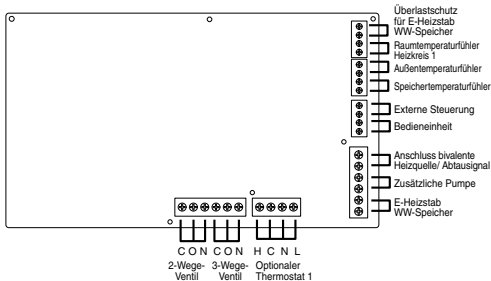 Überlastschutz
für E-Heizstab
WW-Speicher
Raumtemperaturfühler
Heizkreis 1
Außentemperaturfühler
Speichertemperaturfühler
Externe Steuerung
Bedieneinheit
Anschluss bivalente
Heizquelle/ Abtausignal
Zusätzliche Pumpe
E-Heizstab
WW-Speicher
C O N C O N H C N L
2-Wege- 3-Wege- Optionaler
Ventil Ventil Thermostat 1